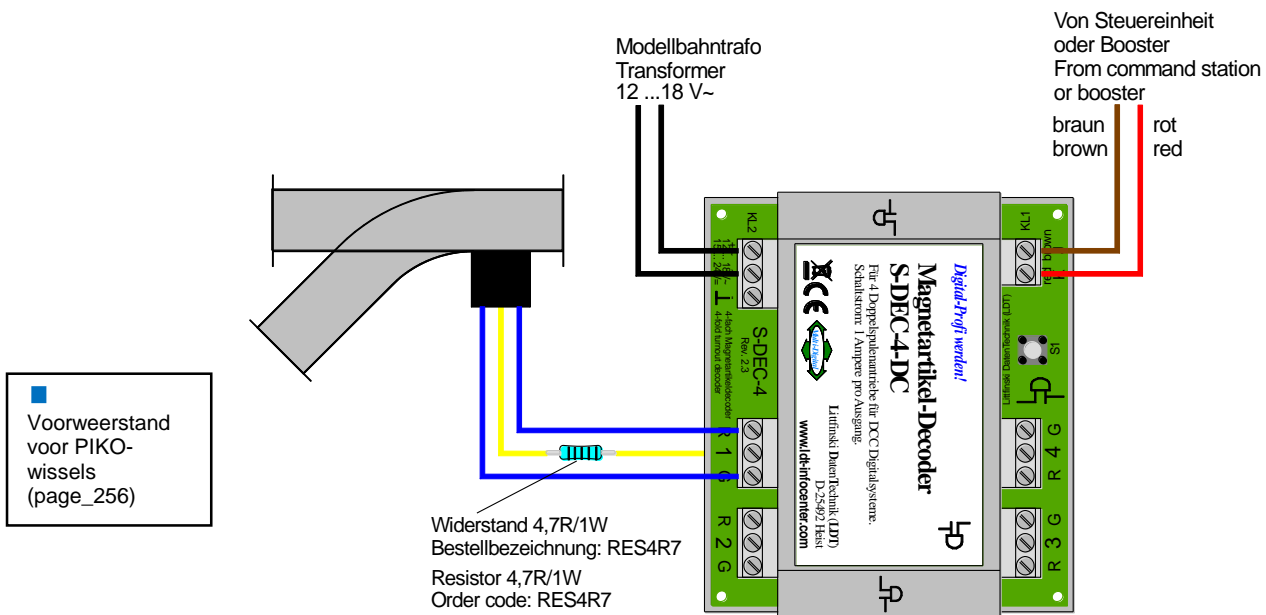 Modellbahntrafo
Transformer
12 ...18 V~
Von Steuereinheit
oder Booster
From command station
or booster
braun
brown
rot
red
Voorweerstand
voor PIKO-
wissels
(page_256)
Widerstand 4,7R/1W
Bestellbezeichnung: RES4R7
Resistor 4,7R/1W
Order code: RES4R7
KL2
4-fach Magnetartikeldecoder
4-fold turnout decoder
S-DEC-4
Rev. 2.3
R 1 G
R 2 G
Digital-Profi werden!
Magnetartikel-Decoder
S-DEC-4-DC
Für 4 Doppelspulenantriebe für DCC Digitalsysteme.
Schaltstrom: 1 Ampere pro Ausgang.
CE
Multi-Digital
Littfinski DatenTechnik (LDT)
D-25492 Heist
www.ldt-infocenter.com
KL1
red brown
Littfinski DatenTechnik (LDT)
S1
R 4 G
R 3 G